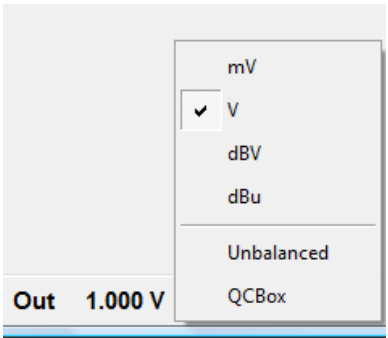 mV
V
dBV
dBu
Unbalanced
QCBox
Out 1.000 V